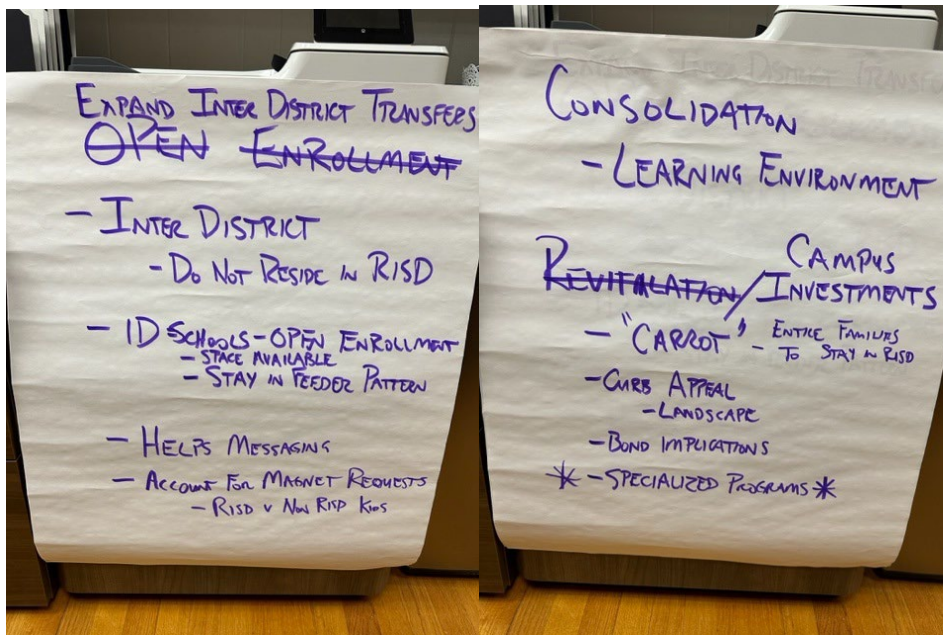 EXPAND INTER DISTRICT TRANSFERS
OPEN ENROLLMENT
- INTER DISTRICT
- DO NOT RESIDE IN RISD
- ID SCHOOLS - OPEN ENROLLMENT
- SPACE AVAILABLE
- STAY IN FEEDER PATTERN
- HELPS MESSAGING
- ACCOUNT FOR MAGNET REQUESTS
- RISD v NON RISD KIDS
CONSOLIDATION
- LEARNING ENVIRONMENT
REVITALATION / CAMPUS INVESTMENTS
- "CARROT" - ENTICE FAMILIES TO STAY IN RISD
- CURB APPEAL
- LANDSCAPE
- BOND IMPLICATIONS
* - SPECIALIZED PROGRAMS *